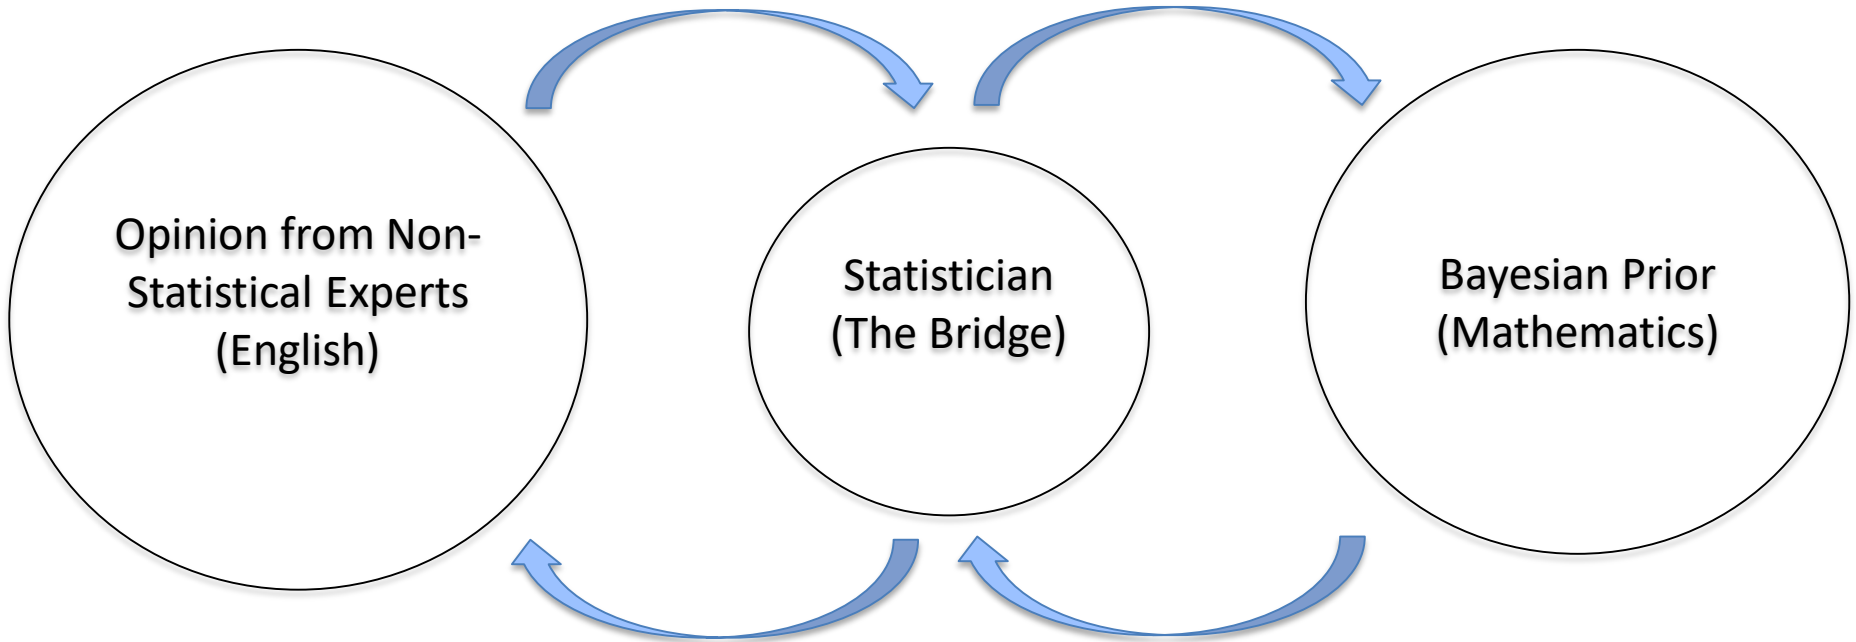 Opinion from Non-
Statistical Experts
(English)
Statistician
(The Bridge)
Bayesian Prior
(Mathematics)